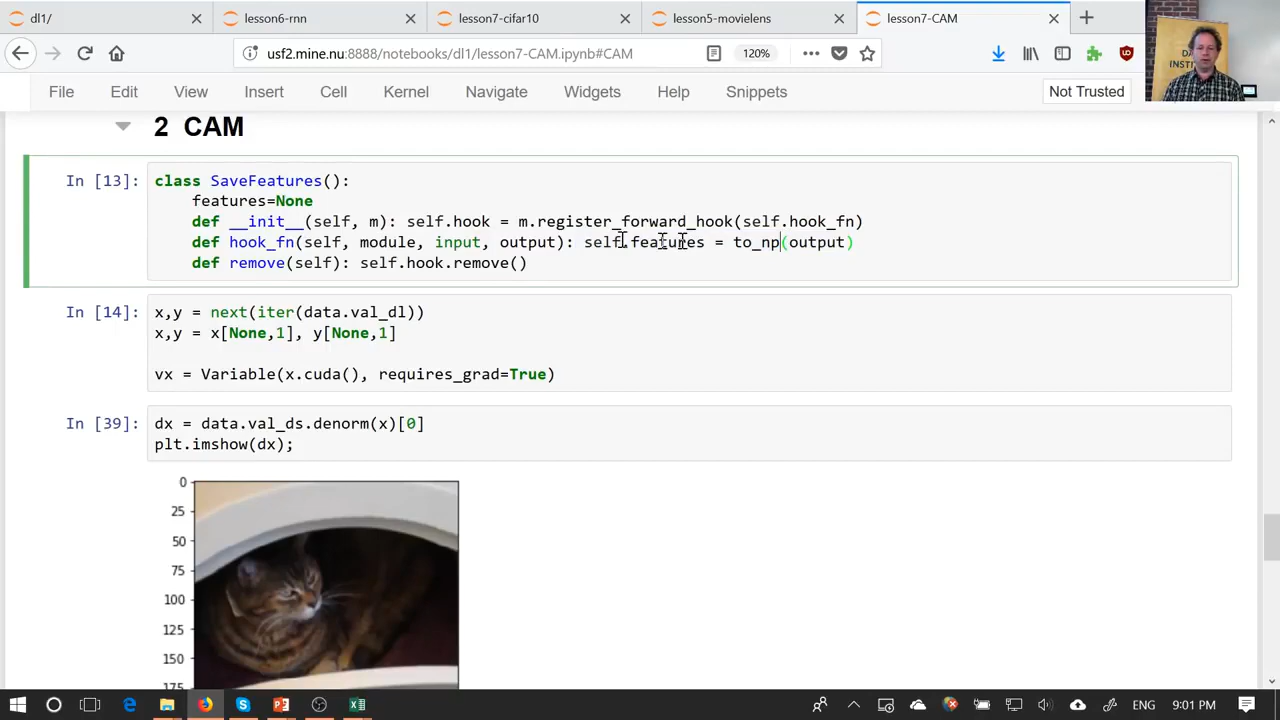 dl1/
lesson6-rnn
lesson7-cifar10
lesson5-movielens
lesson7-CAM
usf2.mine.nu:8888/notebooks/dl1/lesson7-CAM.ipynb#CAM
120%
File Edit View Insert Cell Kernel Navigate Widgets Help Snippets
Not Trusted
2 CAM
In [13]:
class SaveFeatures():
features=None
def __init__(self, m): self.hook = m.register_forward_hook(self.hook_fn)
def hook_fn(self, module, input, output): self.features = to_np(output)
def remove(self): self.hook.remove()
In [14]:
x,y = next(iter(data.val_dl))
x,y = x[None,1], y[None,1]
vx = Variable(x.cuda(), requires_grad=True)
In [39]:
dx = data.val_ds.denorm(x)[0]
plt.imshow(dx);
0
25
50
75
100
125
150
175
ENG
9:01 PM